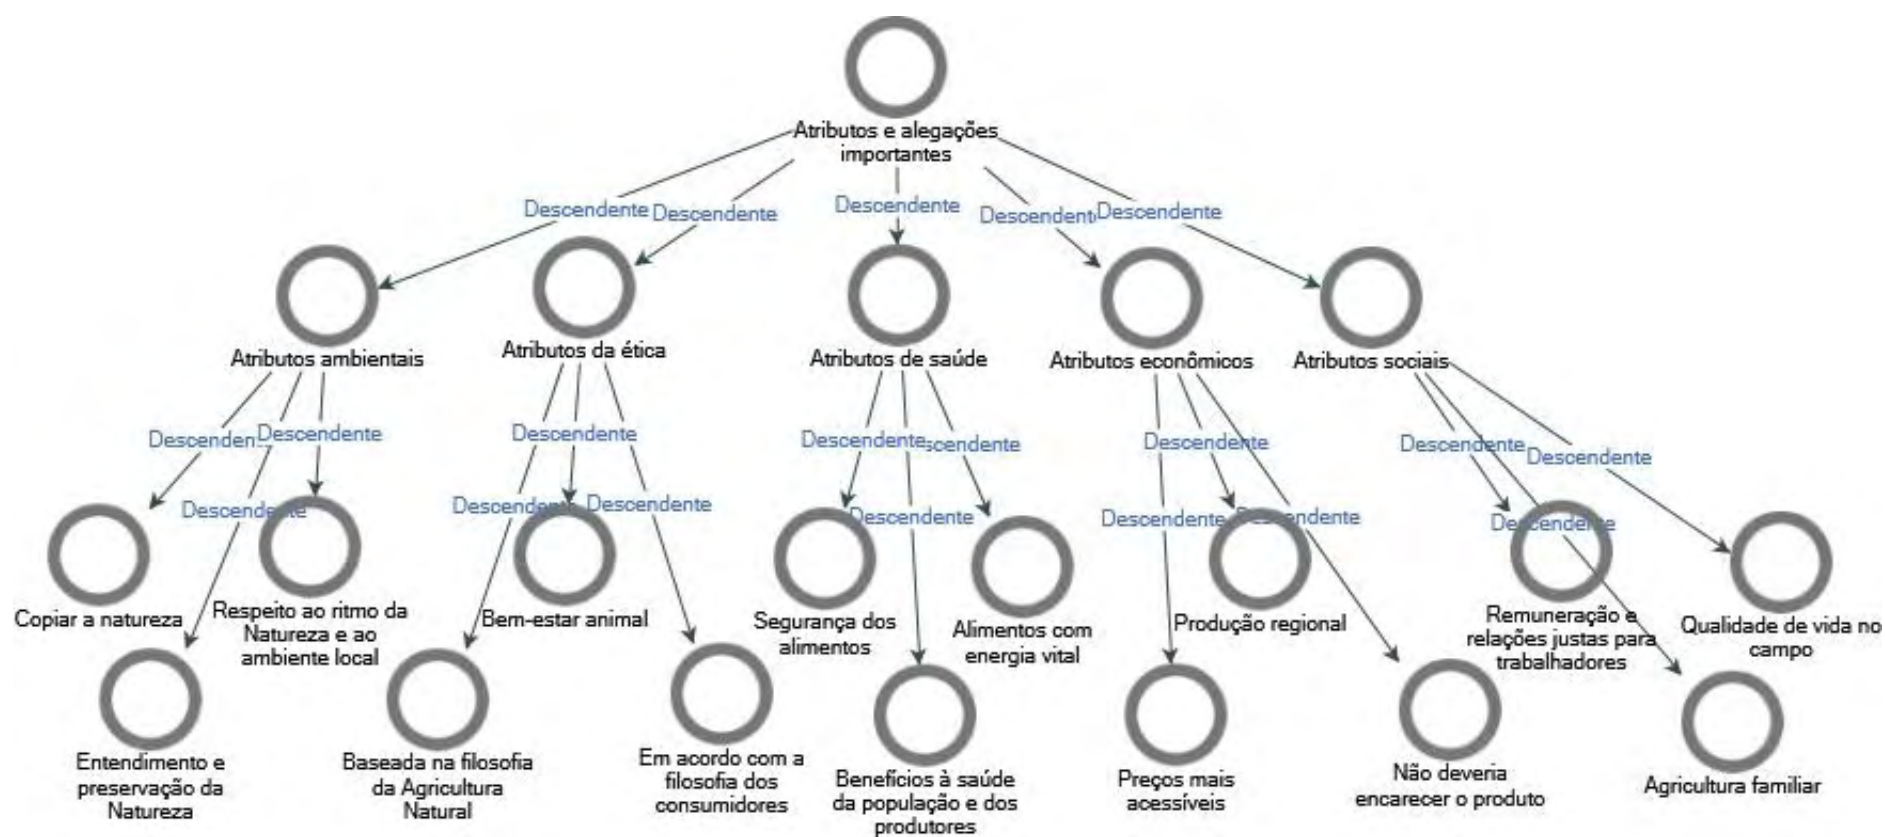 Atributos e alegações
importantes
Descendente
Descendente
Descendente
Descendent
Descendente
Atributos ambientais
Atributos da ética
Atributos de saúde
Atributos econômicos
Atributos sociais
Descenden
Descendente
Descendente
Descendente
Descendente
Descendente
Descendente
Descendente
Descendente
Descendente
Descendente
Descendente
Descendente
Descendente
Descendente
Copiar a natureza
Respeito ao ritmo da
Natureza e ao
ambiente local
Bem-estar animal
Segurança dos
alimentos
Alimentos com
energia vital
Produção regional
Remuneração e
relações justas para
trabalhadores
Qualidade de vida no
campo
Entendimento e
preservação da
Natureza
Baseada na filosofia
da Agricultura
Natural
Em acordo com a
filosofia dos
consumidores
Benefícios à saúde
da população e dos
produtores
Preços mais
acessíveis
Não deveria
encarecer o produto
Agricultura familiar